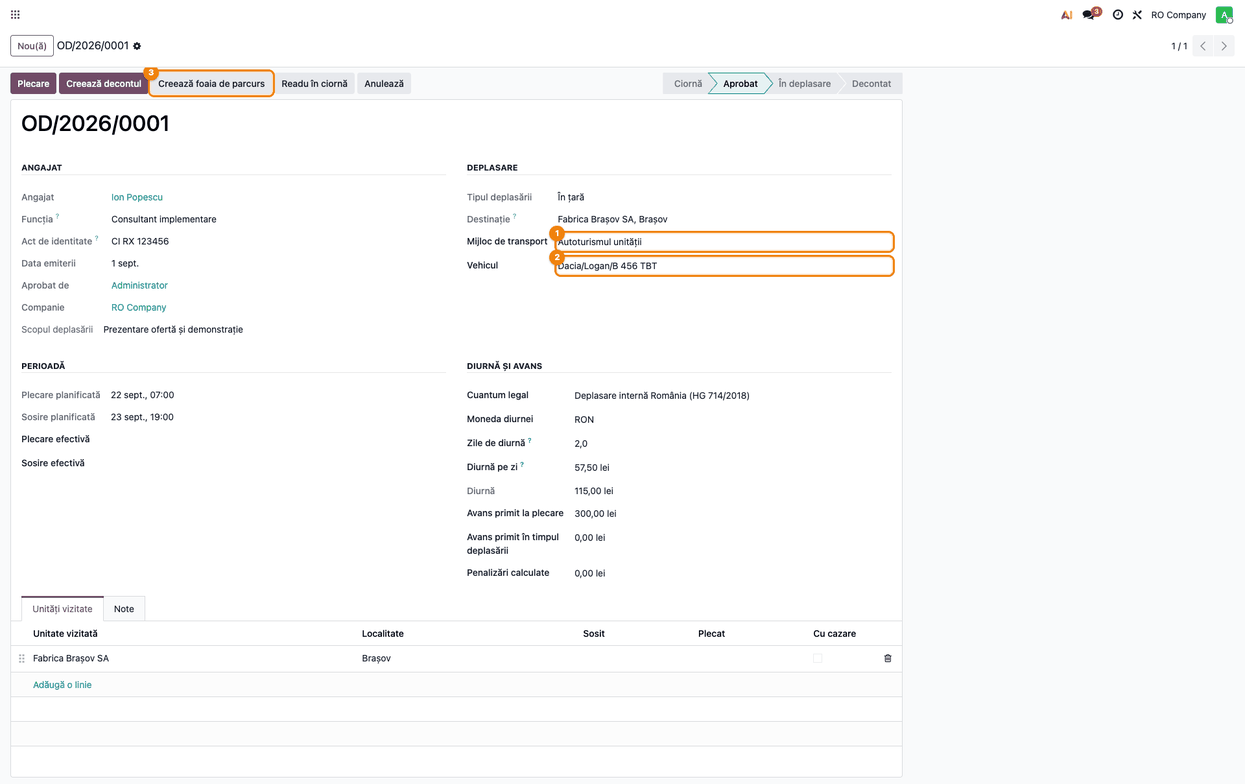 AI
3
RO Company
A
Nou(ă)
OD/2026/0001
1 / 1
Plecare
Creează decontul
3
Creează foaia de parcurs
Readu în ciornă
Anulează
Ciornă
Aprobat
În deplasare
Decontat
OD/2026/0001
ANGAJAT
Angajat
Ion Popescu
Funcția ?
Consultant implementare
Act de identitate ?
CI RX 123456
Data emiterii
1 sept.
Aprobat de
Administrator
Companie
RO Company
Scopul deplasării
Prezentare ofertă și demonstrație
DEPLASARE
Tipul deplasării
În țară
Destinație ?
Fabrica Brașov SA, Brașov
Mijloc de transport
1
Autoturismul unității
Vehicul
2
Dacia/Logan/B 456 TBT
PERIOADĂ
Plecare planificată
22 sept., 07:00
Sosire planificată
23 sept., 19:00
Plecare efectivă
Sosire efectivă
DIURNĂ ȘI AVANS
Cuantum legal
Deplasare internă România (HG 714/2018)
Moneda diurnei
RON
Zile de diurnă ?
2,0
Diurnă pe zi ?
57,50 lei
Diurnă
115,00 lei
Avans primit la plecare
300,00 lei
Avans primit în timpul
deplasării
0,00 lei
Penalizări calculate
0,00 lei
Unități vizitate
Note
Unitate vizitată
Localitate
Sosit
Plecat
Cu cazare
Fabrica Brașov SA
Brașov
Adăugă o linie